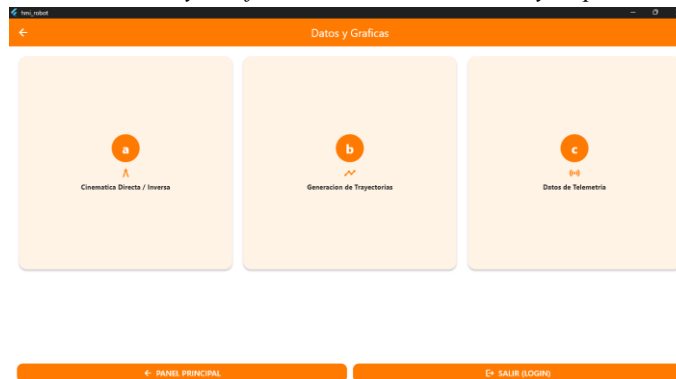 hmi_robot
Datos y Graficas
a
b
c
Cinematica Directa / Inversa
Generacion de Trayectorias
Datos de Telemetria
PANEL PRINCIPAL
SALIR (LOGIN)